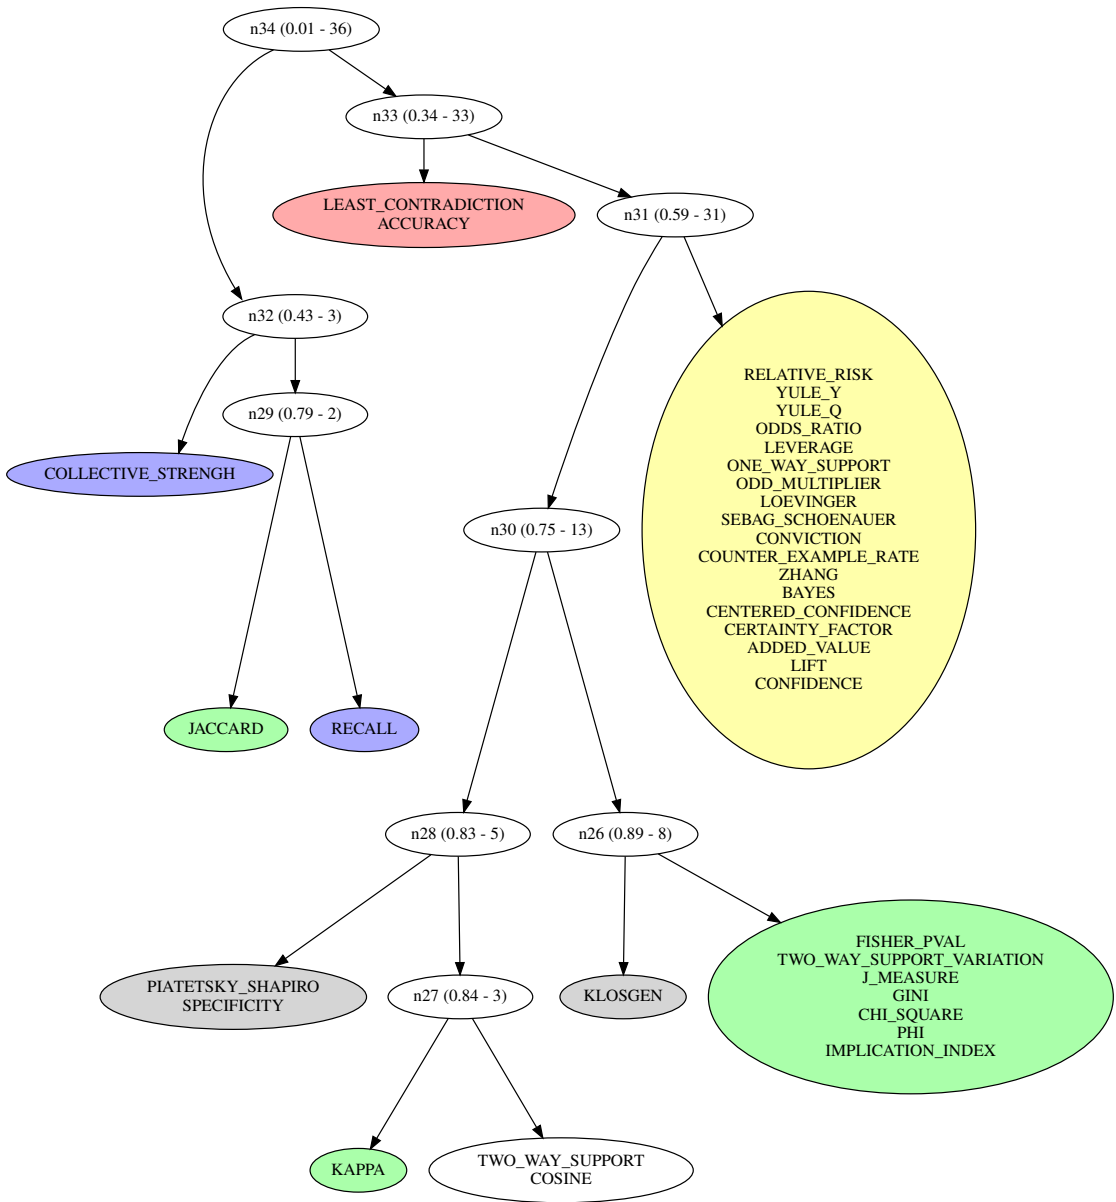 n34 (0.01 - 36)
n33 (0.34 - 33)
LEAST_CONTRADICTION
ACCURACY
n31 (0.59 - 31)
n32 (0.43 - 3)
RELATIVE_RISK
YULE_Y
YULE_Q
ODDS_RATIO
LEVERAGE
ONE_WAY_SUPPORT
ODD_MULTIPLIER
LOEVINGER
SEBAG_SCHOENAUER
CONVICTION
COUNTER_EXAMPLE_RATE
ZHANG
BAYES
CENTERED_CONFIDENCE
CERTAINTY_FACTOR
ADDED_VALUE
LIFT
CONFIDENCE
n29 (0.79 - 2)
COLLECTIVE_STRENGH
n30 (0.75 - 13)
JACCARD
RECALL
n28 (0.83 - 5)
n26 (0.89 - 8)
PIATETSKY_SHAPIRO
SPECIFICITY
n27 (0.84 - 3)
KLOSGEN
FISHER_PVAL
TWO_WAY_SUPPORT_VARIATION
J_MEASURE
GINI
CHI_SQUARE
PHI
IMPLICATION_INDEX
KAPPA
TWO_WAY_SUPPORT
COSINE